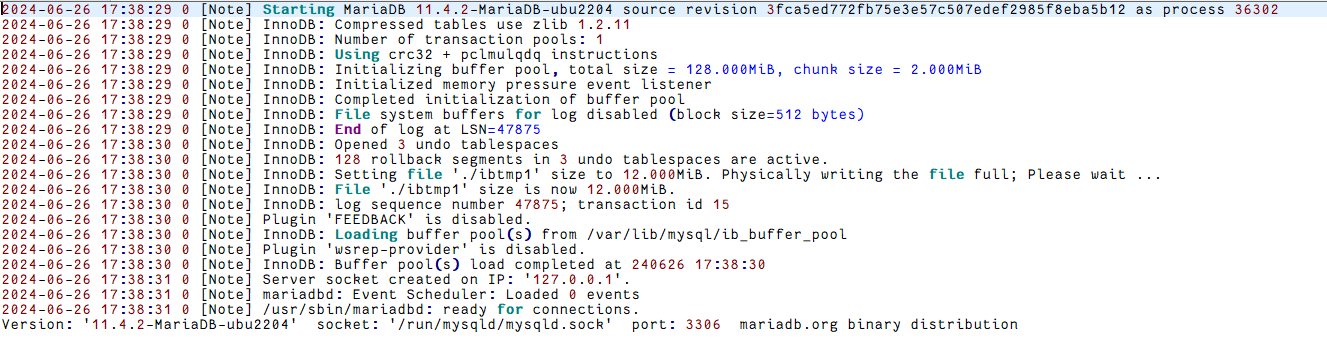 2024-06-26 17:38:29 0 [Note] Starting MariaDB 11.4.2-MariaDB-ubu2204 source revision 3fca5ed772fb75e3e57c507edef2985f8eba5b12 as process 36302
2024-06-26 17:38:29 0 [Note] InnoDB: Compressed tables use zlib 1.2.11
2024-06-26 17:38:29 0 [Note] InnoDB: Number of transaction pools: 1
2024-06-26 17:38:29 0 [Note] InnoDB: Using crc32 + pclmulqdq instructions
2024-06-26 17:38:29 0 [Note] InnoDB: Initializing buffer pool, total size = 128.000MiB, chunk size = 2.000MiB
2024-06-26 17:38:29 0 [Note] InnoDB: Initialized memory pressure event listener
2024-06-26 17:38:29 0 [Note] InnoDB: Completed initialization of buffer pool
2024-06-26 17:38:29 0 [Note] InnoDB: File system buffers for log disabled (block size=512 bytes)
2024-06-26 17:38:29 0 [Note] InnoDB: End of log at LSN=47875
2024-06-26 17:38:30 0 [Note] InnoDB: Opened 3 undo tablespaces
2024-06-26 17:38:30 0 [Note] InnoDB: 128 rollback segments in 3 undo tablespaces are active.
2024-06-26 17:38:30 0 [Note] InnoDB: Setting file './ibtmp1' size to 12.000MiB. Physically writing the file full; Please wait ...
2024-06-26 17:38:30 0 [Note] InnoDB: File './ibtmp1' size is now 12.000MiB.
2024-06-26 17:38:30 0 [Note] InnoDB: log sequence number 47875; transaction id 15
2024-06-26 17:38:30 0 [Note] Plugin 'FEEDBACK' is disabled.
2024-06-26 17:38:30 0 [Note] InnoDB: Loading buffer pool(s) from /var/lib/mysql/ib_buffer_pool
2024-06-26 17:38:30 0 [Note] Plugin 'wsrep-provider' is disabled.
2024-06-26 17:38:30 0 [Note] InnoDB: Buffer pool(s) load completed at 240626 17:38:30
2024-06-26 17:38:31 0 [Note] Server socket created on IP: '127.0.0.1'.
2024-06-26 17:38:31 0 [Note] mariadbd: Event Scheduler: Loaded 0 events
2024-06-26 17:38:31 0 [Note] /usr/sbin/mariadbd: ready for connections.
Version: '11.4.2-MariaDB-ubu2204'  socket: '/run/mysqld/mysqld.sock'  port: 3306  mariadb.org binary distribution